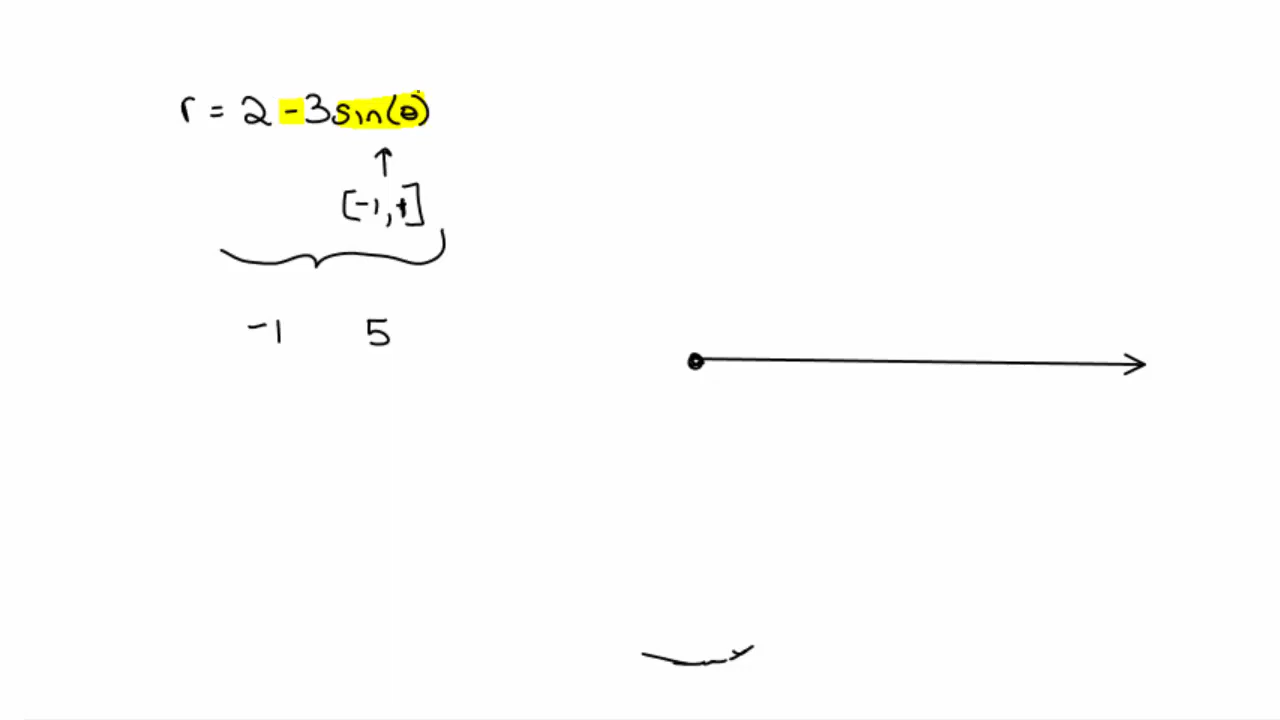 r = 2 - 3sin(θ)
↑
[-1, 1]
-1 5